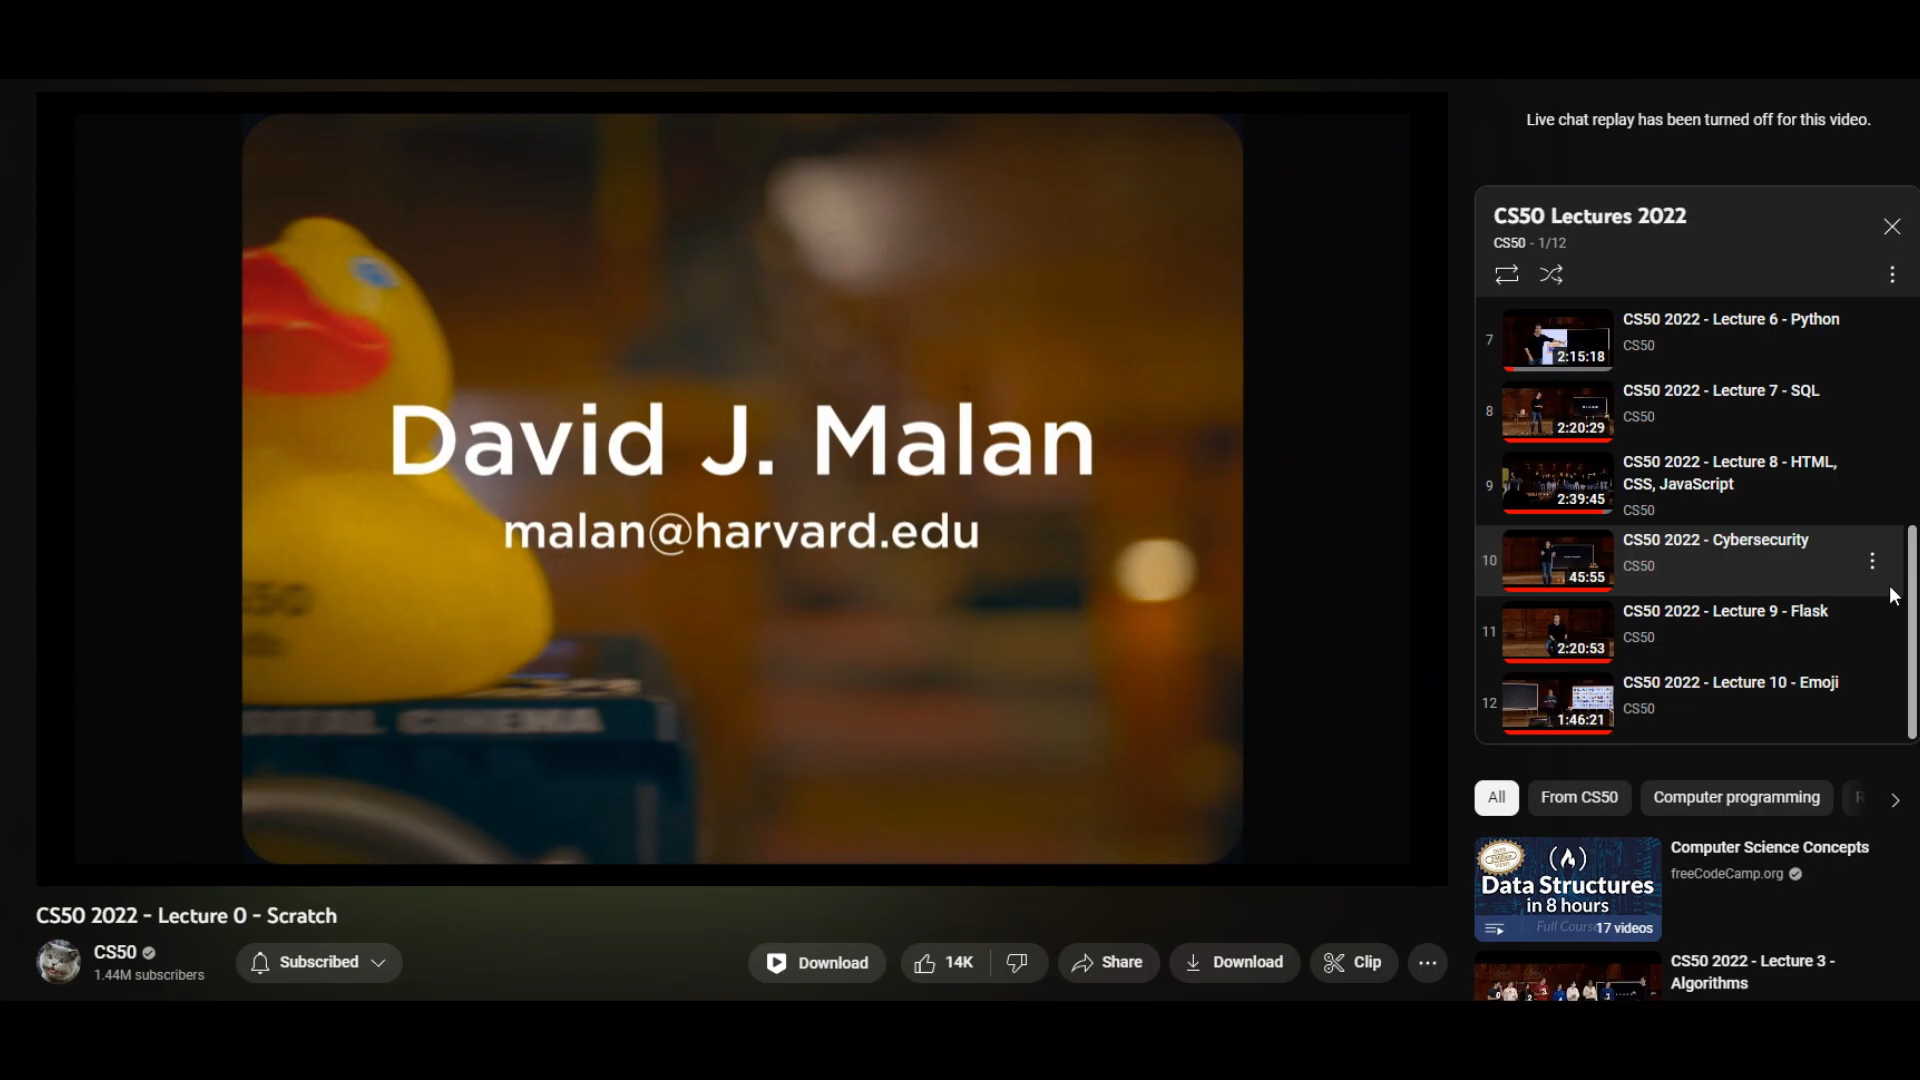 David J. Malan
malan@harvard.edu
DIGITAL CINEMA
CS50 2022 - Lecture 0 - Scratch
CS50
1.44M subscribers
Subscribed
Download
14K
Share
Download
Clip
Live chat replay has been turned off for this video.
CS50 Lectures 2022
CS50 - 1/12
7
2:15:18
CS50 2022 - Lecture 6 - Python
CS50
8
2:20:29
CS50 2022 - Lecture 7 - SQL
CS50
9
2:39:45
CS50 2022 - Lecture 8 - HTML,
CSS, JavaScript
CS50
10
45:55
CS50 2022 - Cybersecurity
CS50
11
2:20:53
CS50 2022 - Lecture 9 - Flask
CS50
12
1:46:21
CS50 2022 - Lecture 10 - Emoji
CS50
All
From CS50
Computer programming
Data Structures
in 8 hours
Full Course
17 videos
Computer Science Concepts
freeCodeCamp.org
CS50 2022 - Lecture 3 -
Algorithms